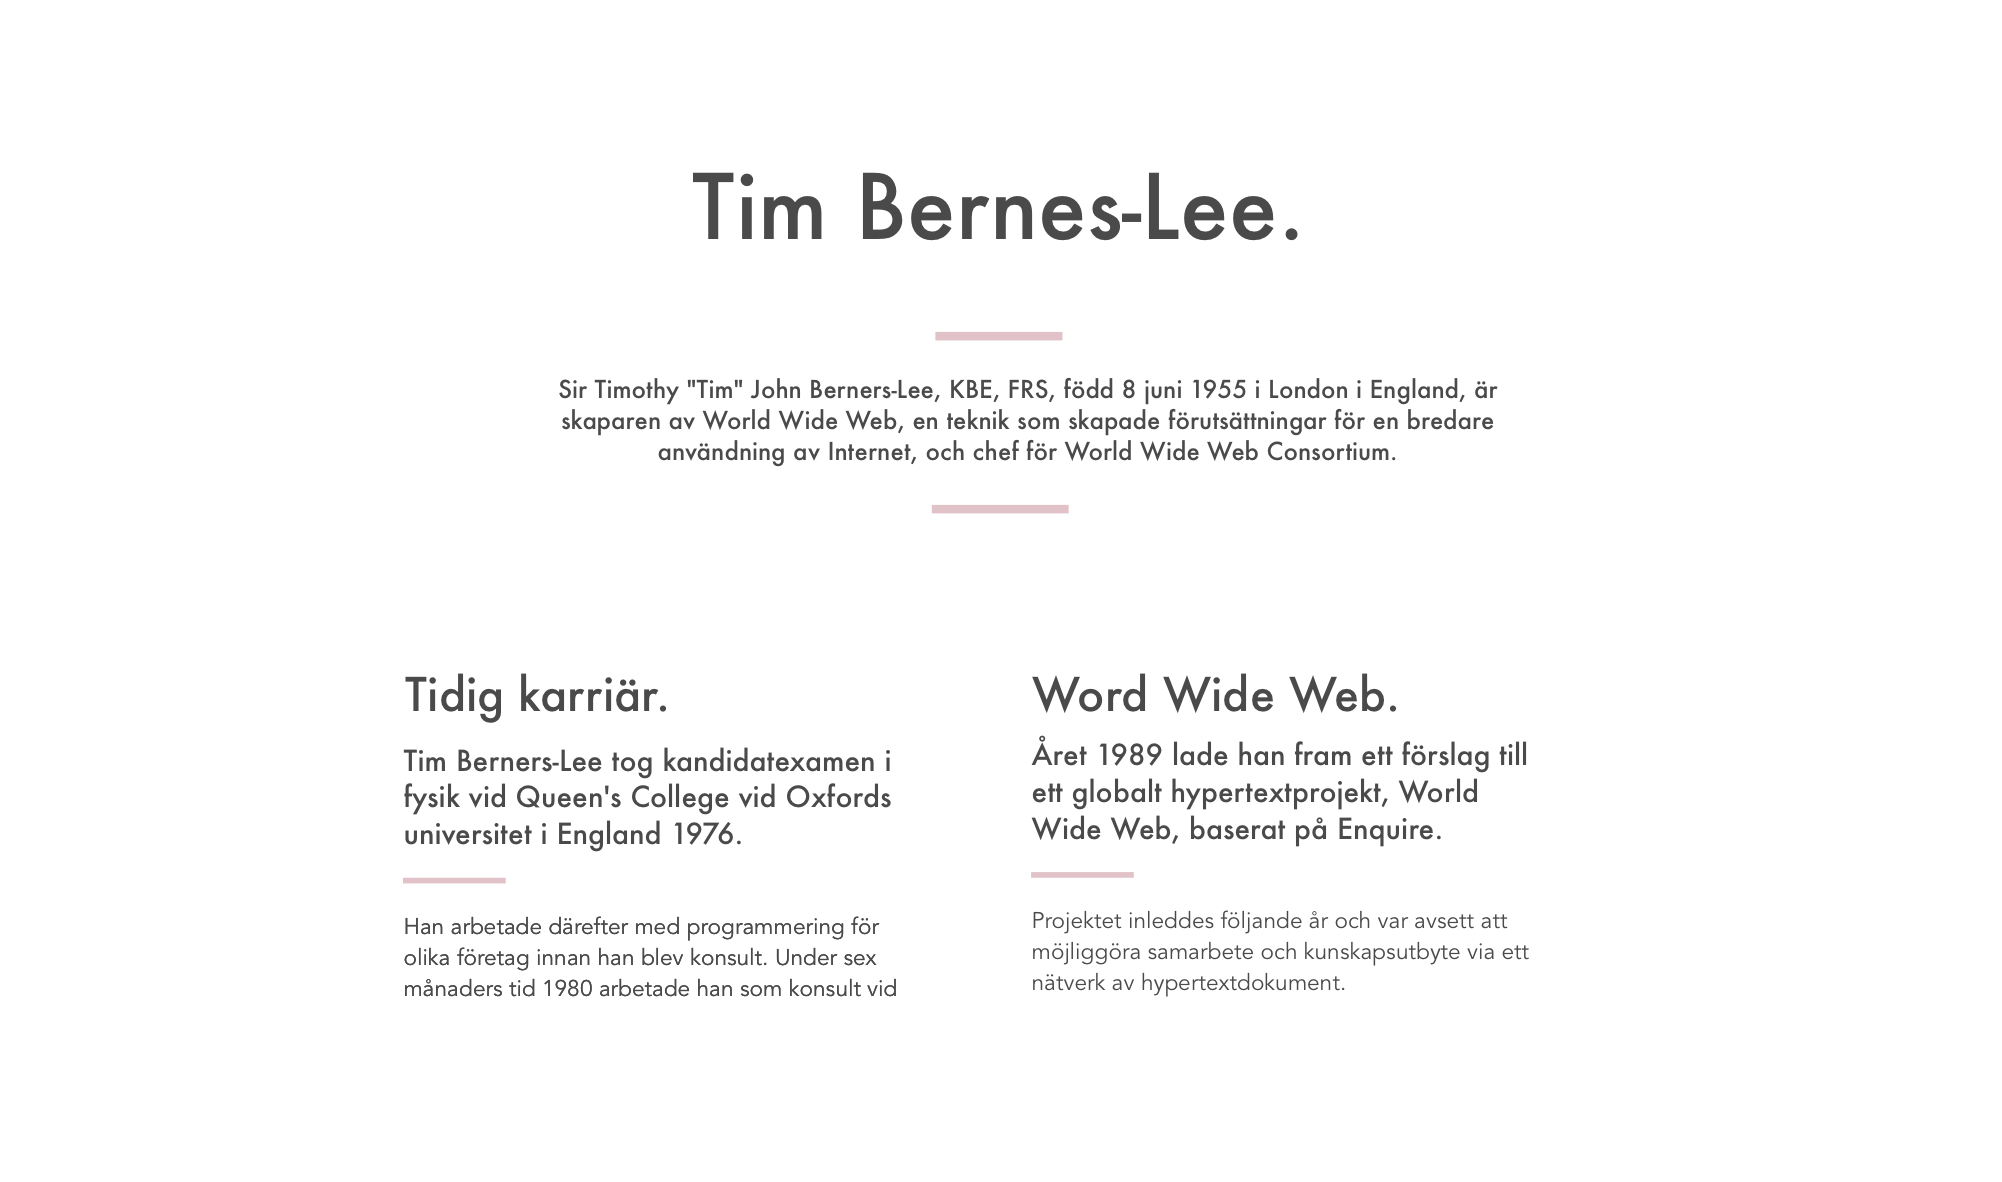 Tim Bernes-Lee.
Sir Timothy "Tim" John Berners-Lee, KBE, FRS, född 8 juni 1955 i London i England, är
skaparen av World Wide Web, en teknik som skapade förutsättningar för en bredare
användning av Internet, och chef för World Wide Web Consortium.
Tidig karriär.
Tim Berners-Lee tog kandidatexamen i
fysik vid Queen's College vid Oxfords
universitet i England 1976.
Han arbetade därefter med programmering för
olika företag innan han blev konsult. Under sex
månaders tid 1980 arbetade han som konsult vid
Word Wide Web.
Året 1989 lade han fram ett förslag till
ett globalt hypertextprojekt, World
Wide Web, baserat på Enquire.
Projektet inleddes följande år och var avsett att
möjliggöra samarbete och kunskapsutbyte via ett
nätverk av hypertextdokument.